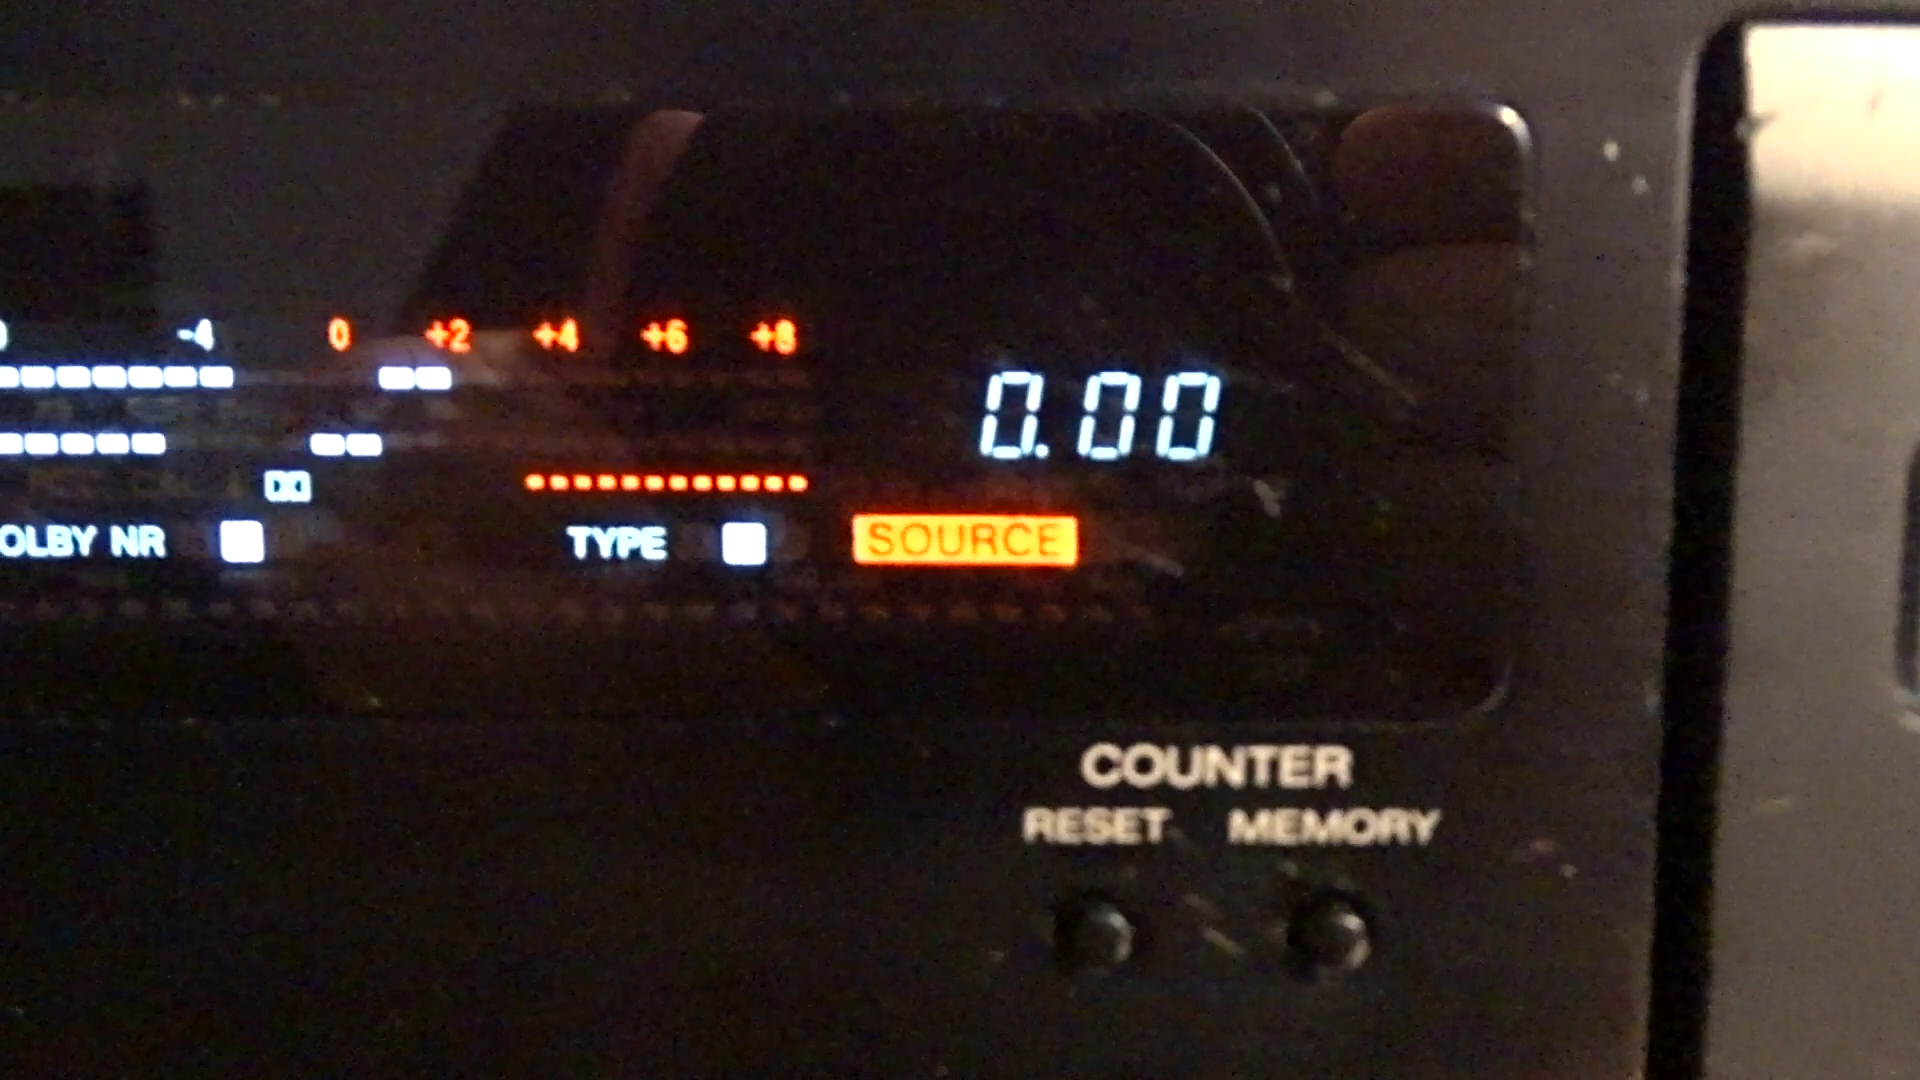 -4 0 +2 +4 +6 +8
0.00
OLBY NR TYPE SOURCE
COUNTER
RESET MEMORY